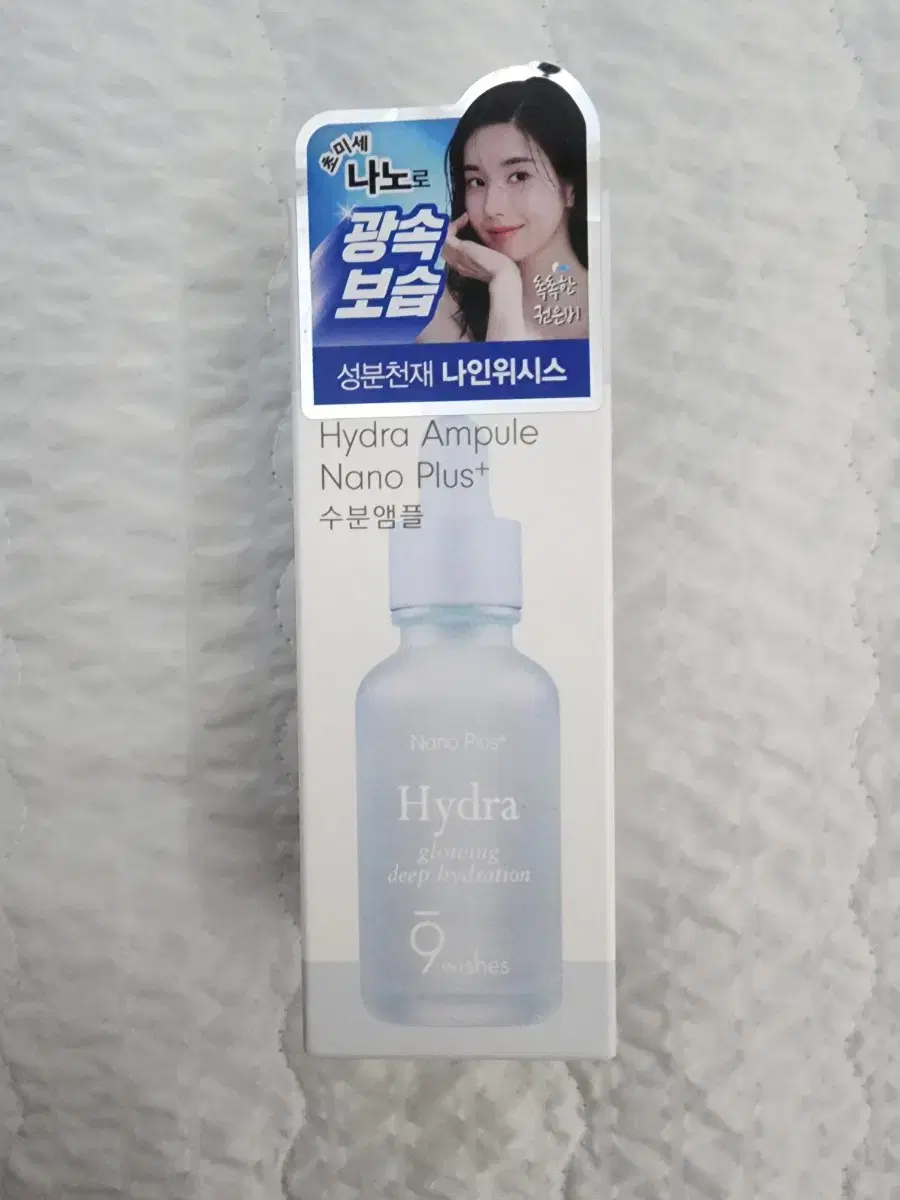 초미세
나노로
광속
보습
촉촉한
권은비
성분천재 나인위시스
Hydra Ampule
Nano Plus+
수분앰플
Nano Plus+
Hydra
glowing
deep hydration
9 wishes